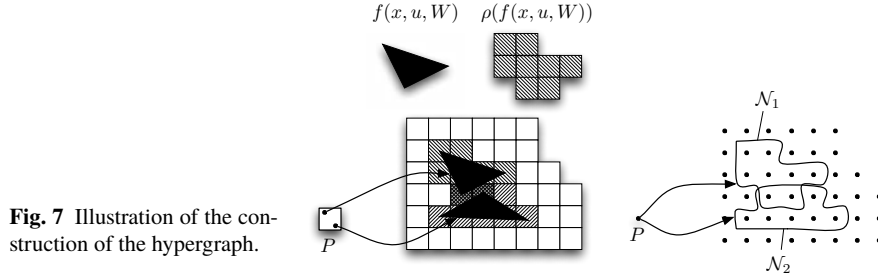 f(x, u, W) ρ(f(x, u, W))
𝒩₁
Fig. 7 Illustration of the con-
struction of the hypergraph.
P
P
𝒩₂